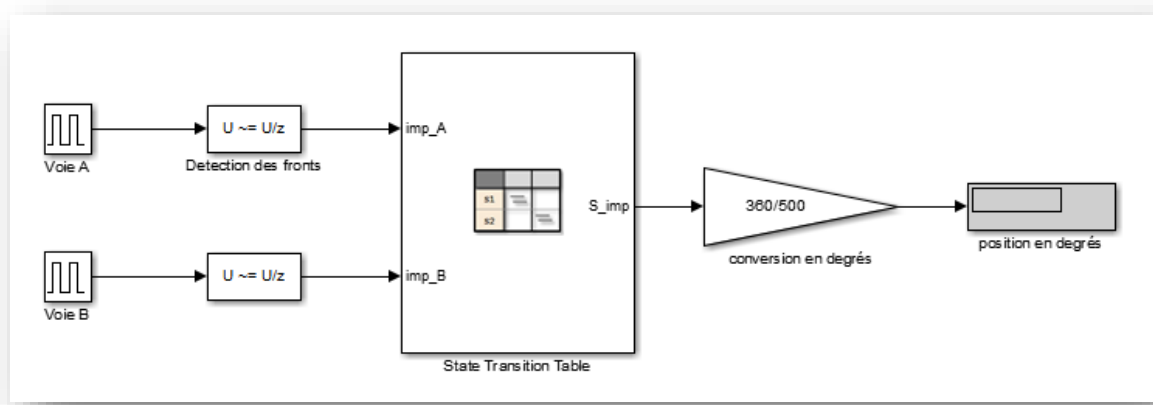 Voie A
U ~= U/z
Detection des fronts
Voie B
U ~= U/z
imp_A
imp_B
s1
s2
S_imp
State Transition Table
360/500
conversion en degrés
position en degrés